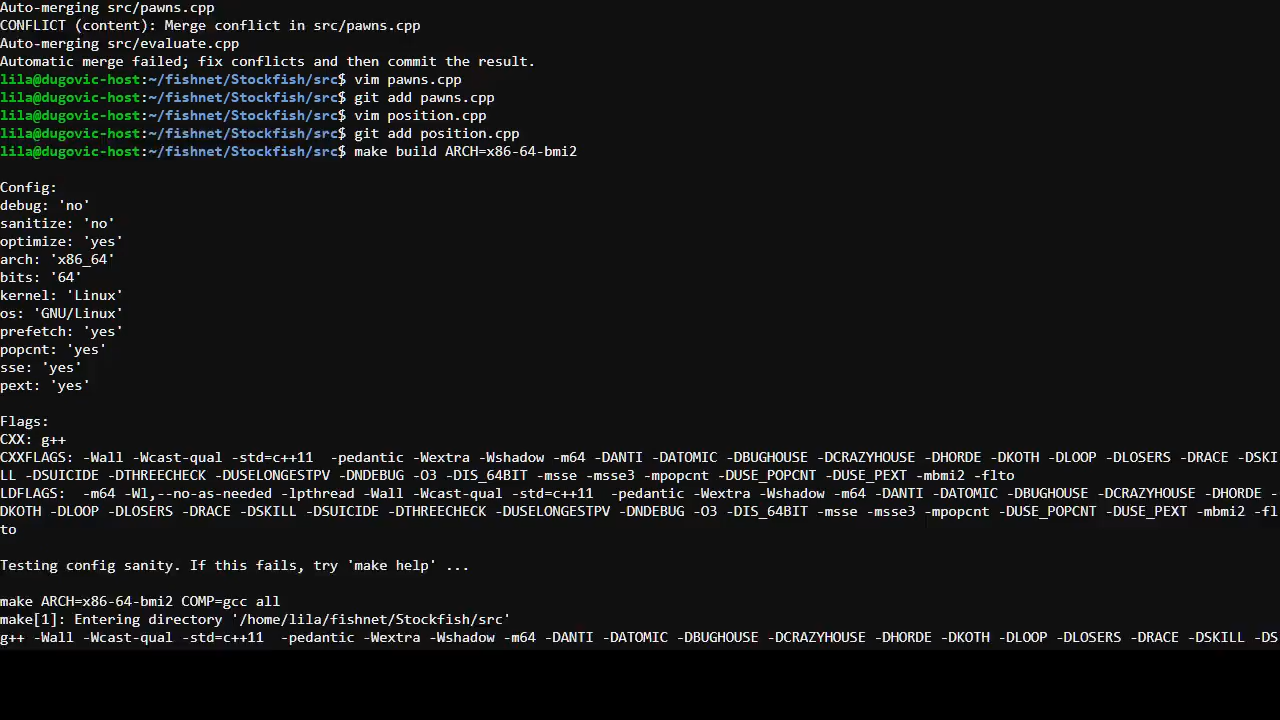 Auto-merging src/pawns.cpp
CONFLICT (content): Merge conflict in src/pawns.cpp
Auto-merging src/evaluate.cpp
Automatic merge failed; fix conflicts and then commit the result.
lila@dugovic-host:~/fishnet/Stockfish/src$ vim pawns.cpp
lila@dugovic-host:~/fishnet/Stockfish/src$ git add pawns.cpp
lila@dugovic-host:~/fishnet/Stockfish/src$ vim position.cpp
lila@dugovic-host:~/fishnet/Stockfish/src$ git add position.cpp
lila@dugovic-host:~/fishnet/Stockfish/src$ make build ARCH=x86-64-bmi2
Config:
debug: 'no'
sanitize: 'no'
optimize: 'yes'
arch: 'x86_64'
bits: '64'
kernel: 'Linux'
os: 'GNU/Linux'
prefetch: 'yes'
popcnt: 'yes'
sse: 'yes'
pext: 'yes'
Flags:
CXX: g++
CXXFLAGS: -Wall -Wcast-qual -std=c++11  -pedantic -Wextra -Wshadow -m64 -DANTI -DATOMIC -DBUGHOUSE -DCRAZYHOUSE -DHORDE -DKOTH -DLOOP -DLOSERS -DRACE -DSKI
LL -DSUICIDE -DTHREECHECK -DUSELONGESTPV -DNDEBUG -O3 -DIS_64BIT -msse -msse3 -mpopcnt -DUSE_POPCNT -DUSE_PEXT -mbmi2 -flto
LDFLAGS:  -m64 -Wl,--no-as-needed -lpthread -Wall -Wcast-qual -std=c++11  -pedantic -Wextra -Wshadow -m64 -DANTI -DATOMIC -DBUGHOUSE -DCRAZYHOUSE -DHORDE -
DKOTH -DLOOP -DLOSERS -DRACE -DSKILL -DSUICIDE -DTHREECHECK -DUSELONGESTPV -DNDEBUG -O3 -DIS_64BIT -msse -msse3 -mpopcnt -DUSE_POPCNT -DUSE_PEXT -mbmi2 -fl
to
Testing config sanity. If this fails, try 'make help' ...
make ARCH=x86-64-bmi2 COMP=gcc all
make[1]: Entering directory '/home/lila/fishnet/Stockfish/src'
g++ -Wall -Wcast-qual -std=c++11  -pedantic -Wextra -Wshadow -m64 -DANTI -DATOMIC -DBUGHOUSE -DCRAZYHOUSE -DHORDE -DKOTH -DLOOP -DLOSERS -DRACE -DSKILL -DS